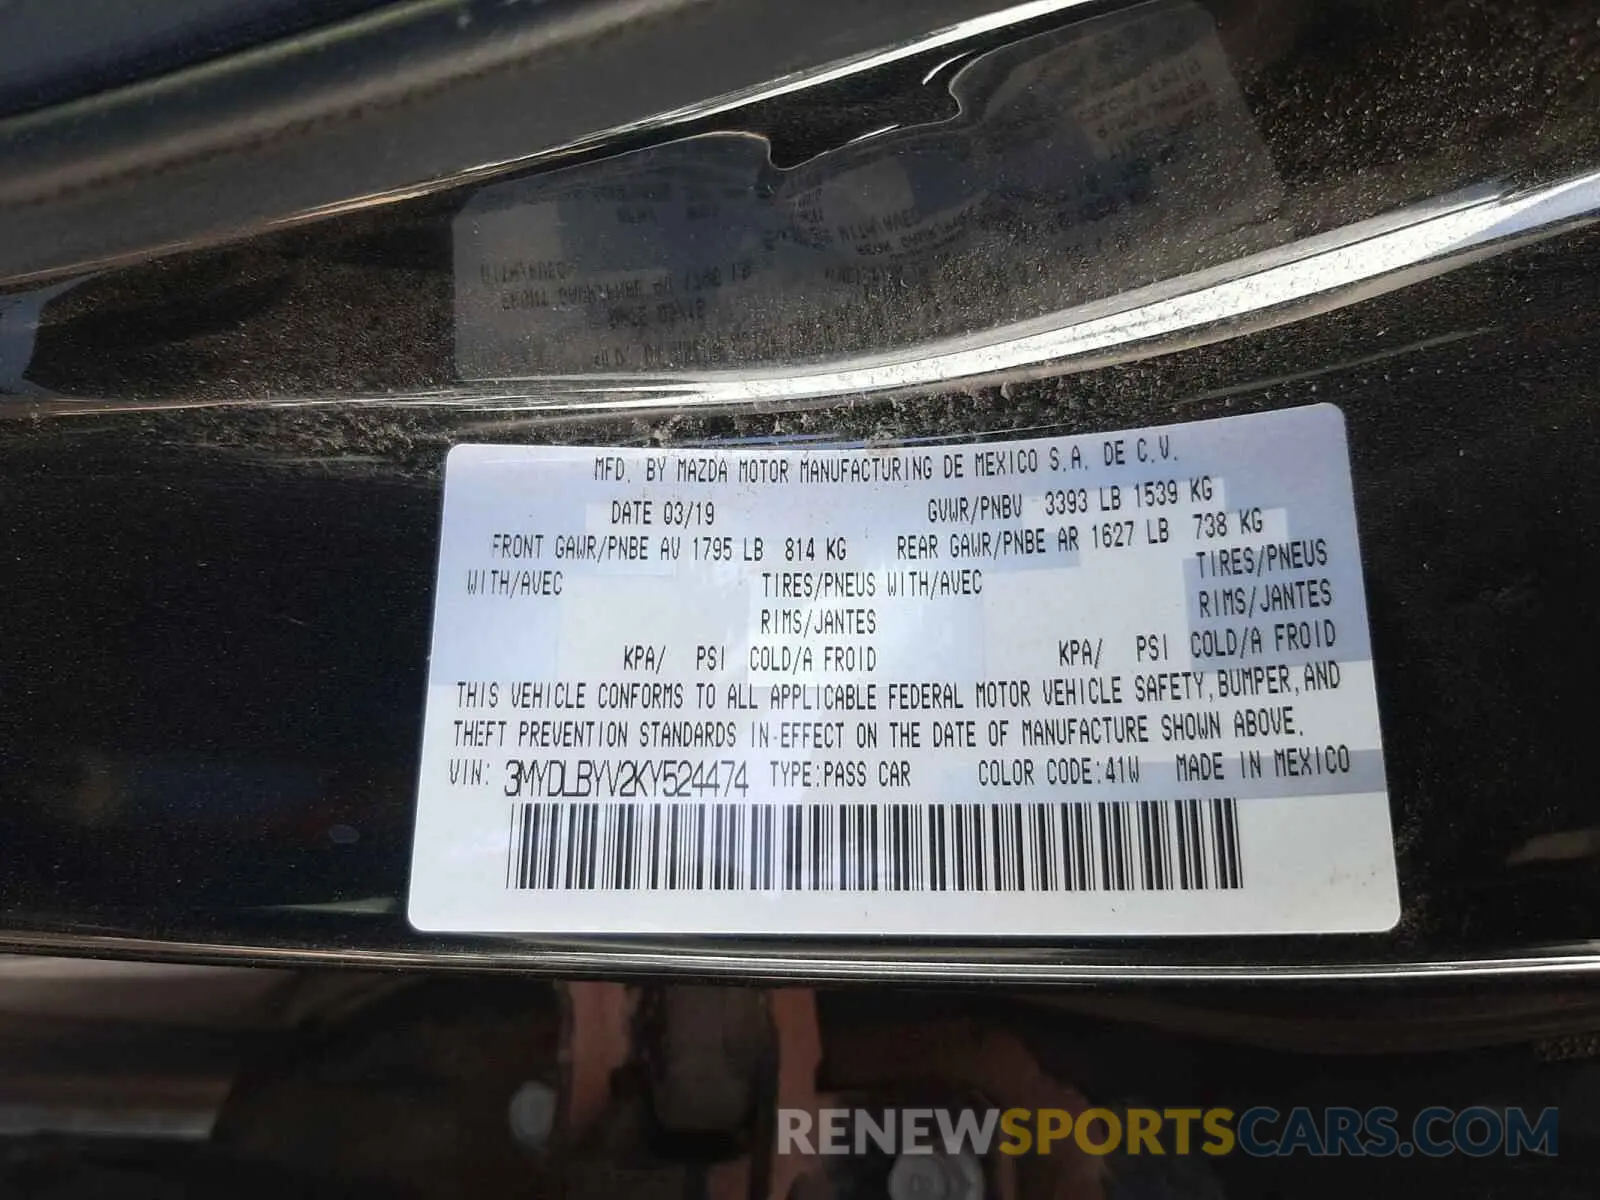 MFD. BY MAZDA MOTOR MANUFACTURING DE MEXICO S.A. DE C.V.
DATE 03/19 GVWR/PNBV 3393 LB 1539 KG
FRONT GAWR/PNBE AV 1795 LB 814 KG REAR GAWR/PNBE AR 1627 LB 738 KG
WITH/AVEC TIRES/PNEUS WITH/AVEC TIRES/PNEUS
RIMS/JANTES RIMS/JANTES
KPA/ PSI COLD/A FROID KPA/ PSI COLD/A FROID
THIS VEHICLE CONFORMS TO ALL APPLICABLE FEDERAL MOTOR VEHICLE SAFETY, BUMPER, AND
THEFT PREVENTION STANDARDS IN-EFFECT ON THE DATE OF MANUFACTURE SHOWN ABOVE.
VIN: 3MYDLBYV2KY524474 TYPE:PASS CAR COLOR CODE:41W MADE IN MEXICO
RENEWSPORTSCARS.COM